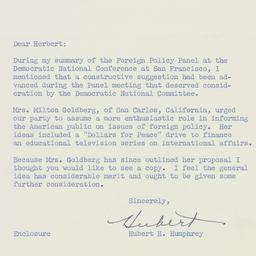 Dear Herbert:
During my summary of the Foreign Policy Panel at the
Democratic National Conference at San Francisco, I
mentioned that a constructive suggestion had been ad-
vanced during the Panel meeting that deserved consid-
eration by the Democratic National Committee.
Mrs. Milton Goldberg, of San Carlos, California, urged
our party to assume a more enthusiastic role in informing
the American public on issues of foreign policy. Her
ideas included a "Dollars for Peace" drive to finance
an educational television series on international affairs.
Because Mrs. Goldberg has since outlined her proposal I
thought you would like to see a copy. I feel the general
idea has considerable merit and ought to be given some
further consideration.
Sincerely,
Hubert
Enclosure Hubert H. Humphrey